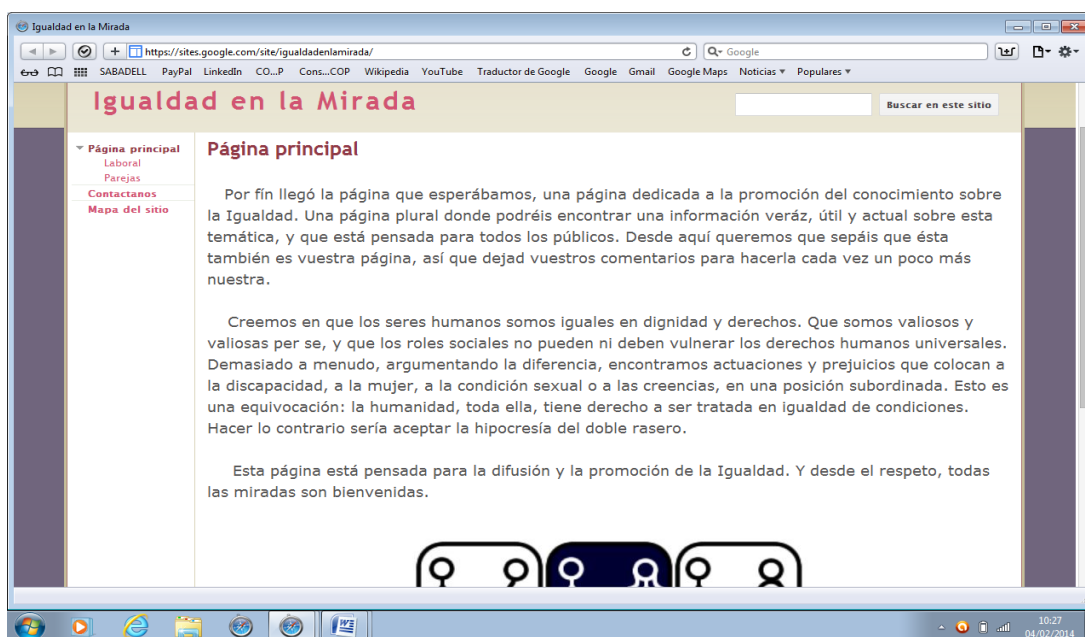 Igualdad en la Mirada
https://sites.google.com/site/igualdadenlamirada/
Google
SABADELL PayPal LinkedIn CO...P Cons...COP Wikipedia YouTube Traductor de Google Google Gmail Google Maps Noticias Populares
Igualdad en la Mirada
Buscar en este sitio
Página principal
Laboral
Parejas
Contactanos
Mapa del sitio
Página principal
Por fín llegó la página que esperábamos, una página dedicada a la promoción del conocimiento sobre
la Igualdad. Una página plural donde podréis encontrar una información veráz, útil y actual sobre esta
temática, y que está pensada para todos los públicos. Desde aquí queremos que sepáis que ésta
también es vuestra página, así que dejad vuestros comentarios para hacerla cada vez un poco más
nuestra.
Creemos en que los seres humanos somos iguales en dignidad y derechos. Que somos valiosos y
valiosas per se, y que los roles sociales no pueden ni deben vulnerar los derechos humanos universales.
Demasiado a menudo, argumentando la diferencia, encontramos actuaciones y prejuicios que colocan a
la discapacidad, a la mujer, a la condición sexual o a las creencias, en una posición subordinada. Esto es
una equivocación: la humanidad, toda ella, tiene derecho a ser tratada en igualdad de condiciones.
Hacer lo contrario sería aceptar la hipocresía del doble rasero.
Esta página está pensada para la difusión y la promoción de la Igualdad. Y desde el respeto, todas
las miradas son bienvenidas.
10:27
04/02/2014